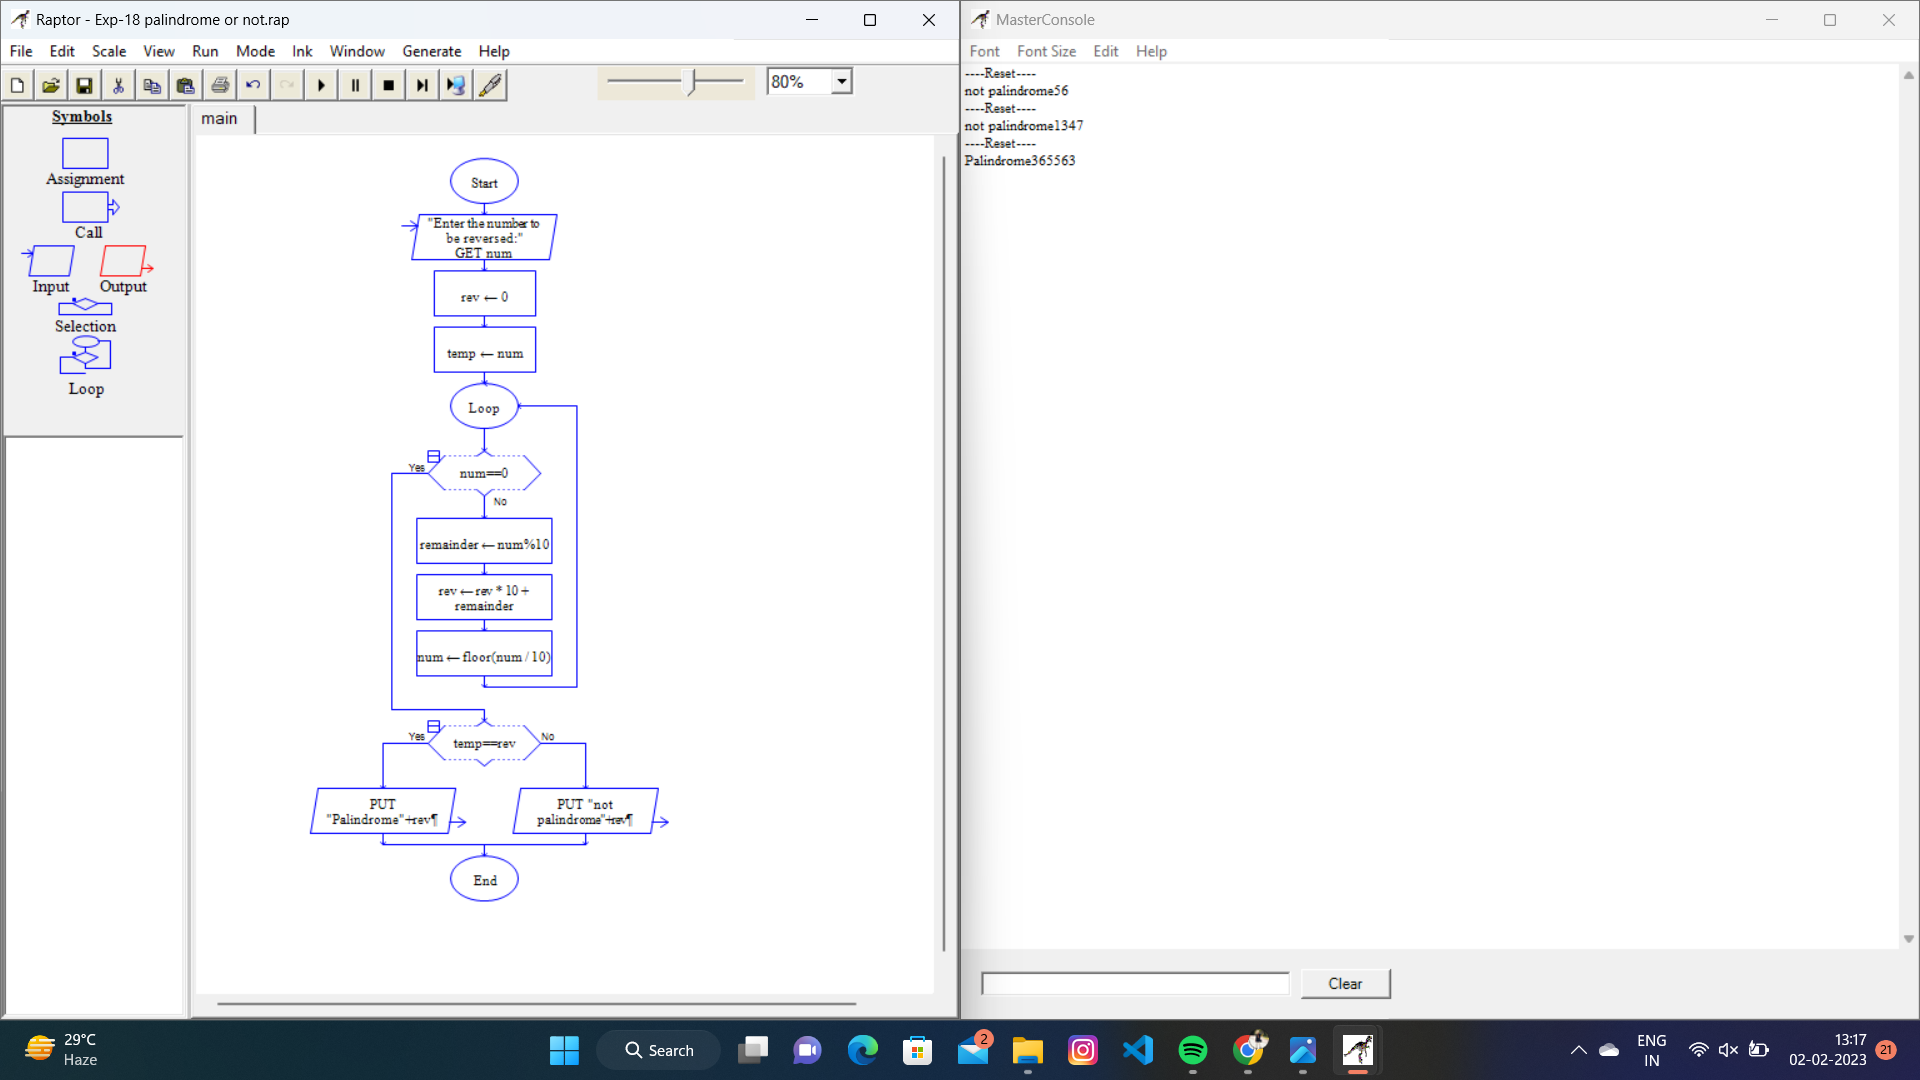 Raptor - Exp-18 palindrome or not.rap
File Edit Scale View Run Mode Ink Window Generate Help
80%
Symbols
Assignment
Call
Input Output
Selection
Loop
main
Start
"Enter the number to
be reversed:"
GET num
rev ← 0
temp ← num
Loop
Yes
num==0
No
remainder ← num%10
rev ← rev * 10 +
remainder
num ← floor(num / 10)
Yes
temp==rev
No
PUT
"Palindrome"+rev¶
PUT "not
palindrome"+rev¶
End
MasterConsole
Font Font Size Edit Help
----Reset----
not palindrome56
----Reset----
not palindrome1347
----Reset----
Palindrome365563
Clear
29°C
Haze
Search
2
ENG
IN
13:17
02-02-2023
21